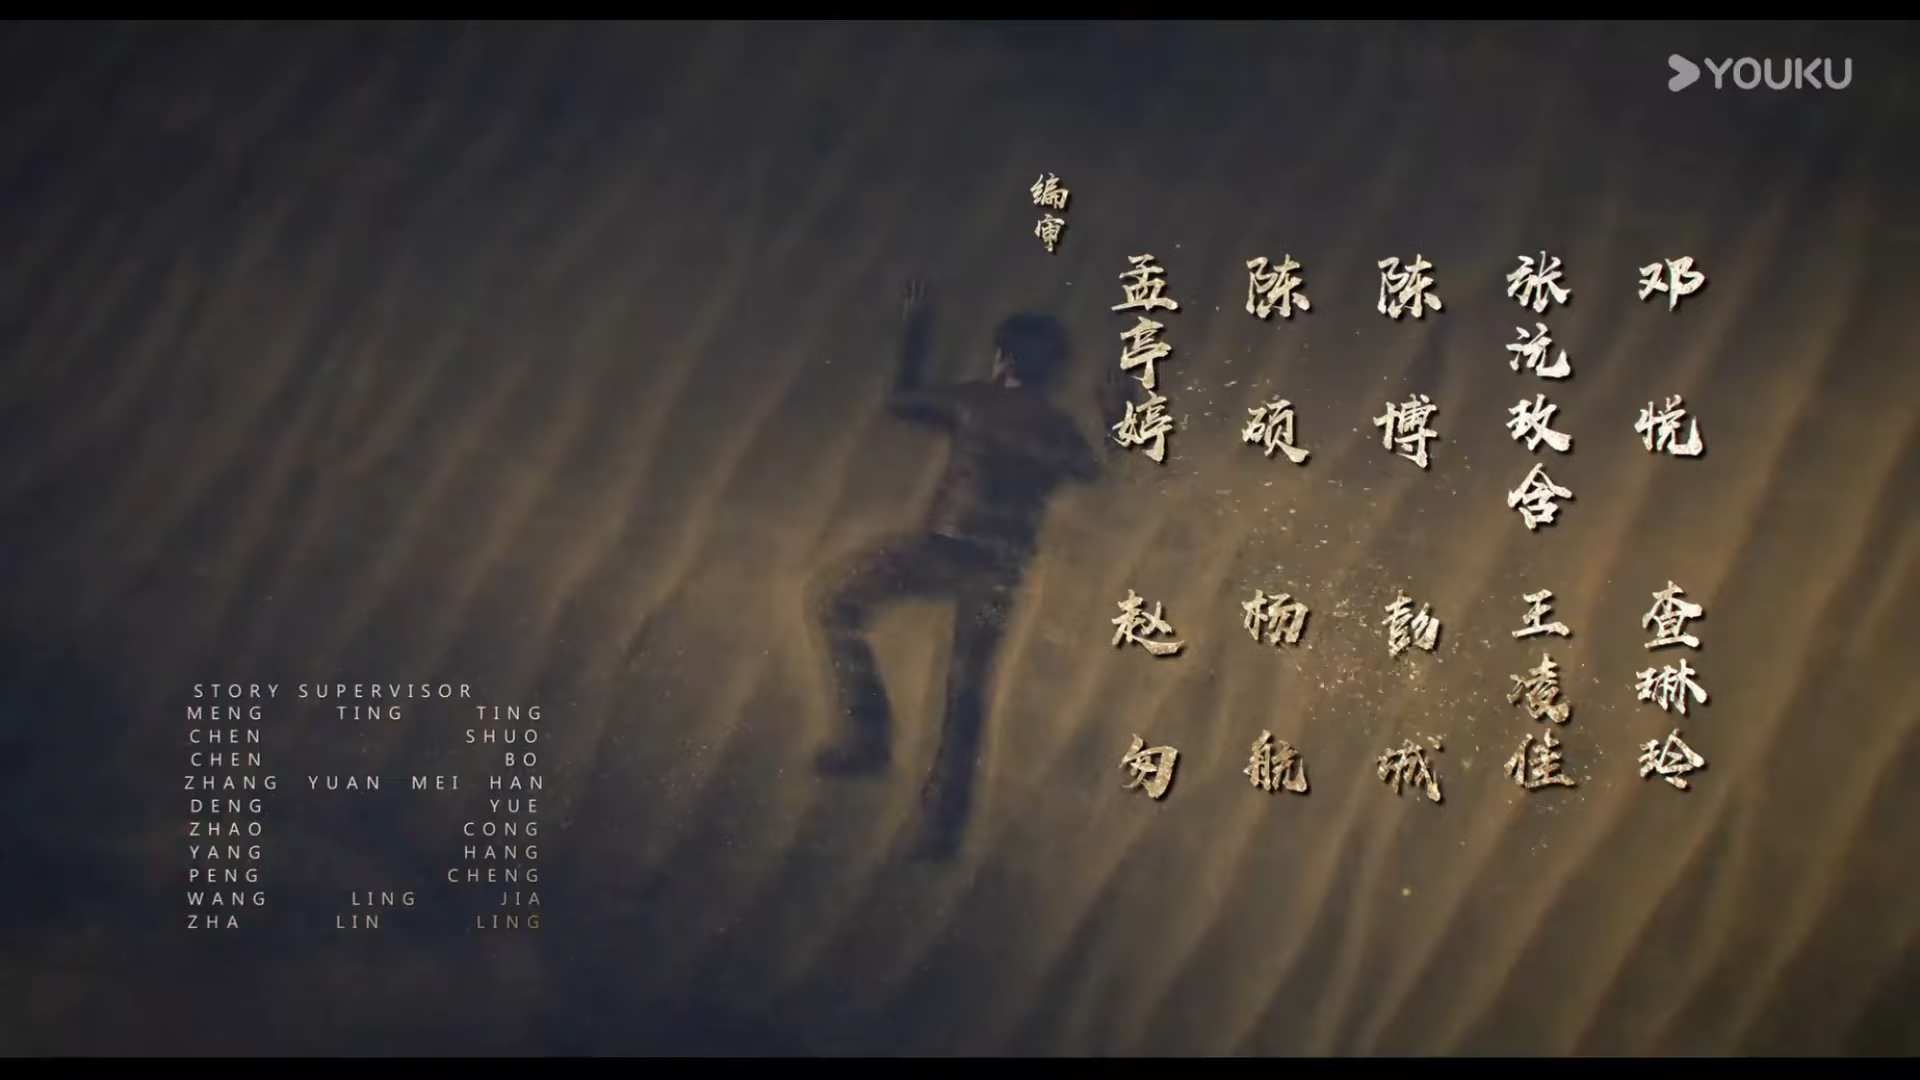 YOUKU
编审
孟亭婷
陈硕
陈博
张沅玫含
邓悦
赵匆
杨航
彭诚
王凌佳
查琳玲
STORY SUPERVISOR
MENG TING TING
CHEN SHUO
CHEN BO
ZHANG YUAN MEI HAN
DENG YUE
ZHAO CONG
YANG HANG
PENG CHENG
WANG LING JIA
ZHA LIN LING